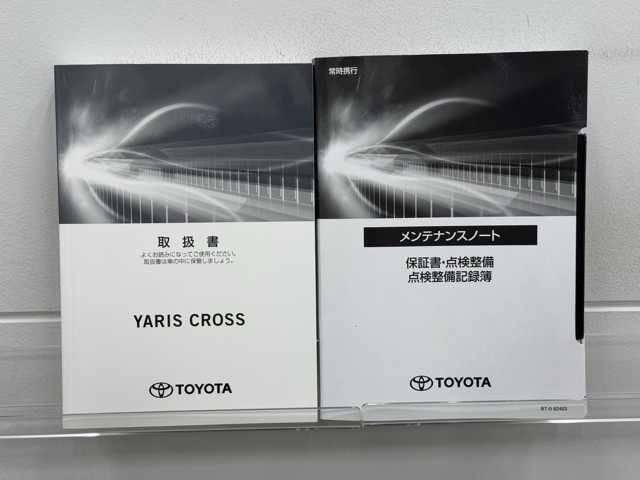 取扱書
よくお読みになってご使用ください。
取扱書は車の中に保管しましょう。
YARIS CROSS
TOYOTA
常時携行
メンテナンスノート
保証書・点検整備
点検整備記録簿
TOYOTA